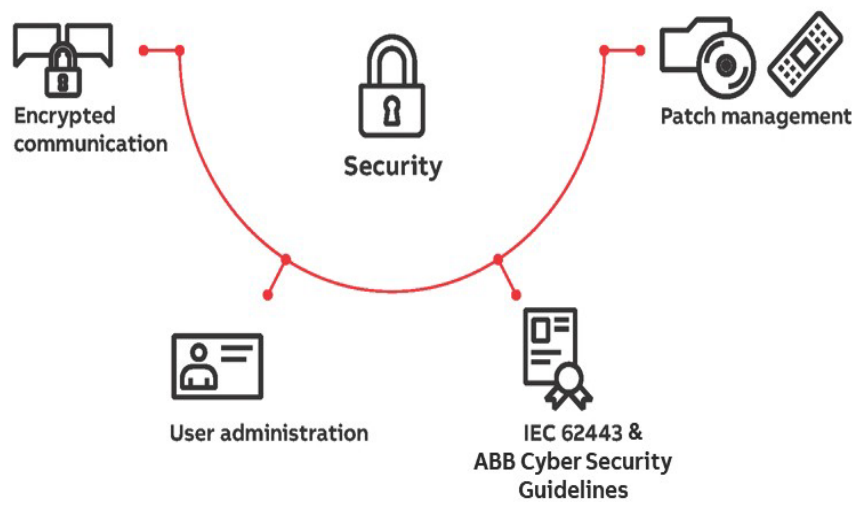 Encrypted
communication
Security
Patch management
User administration
IEC 62443 &
ABB Cyber Security
Guidelines